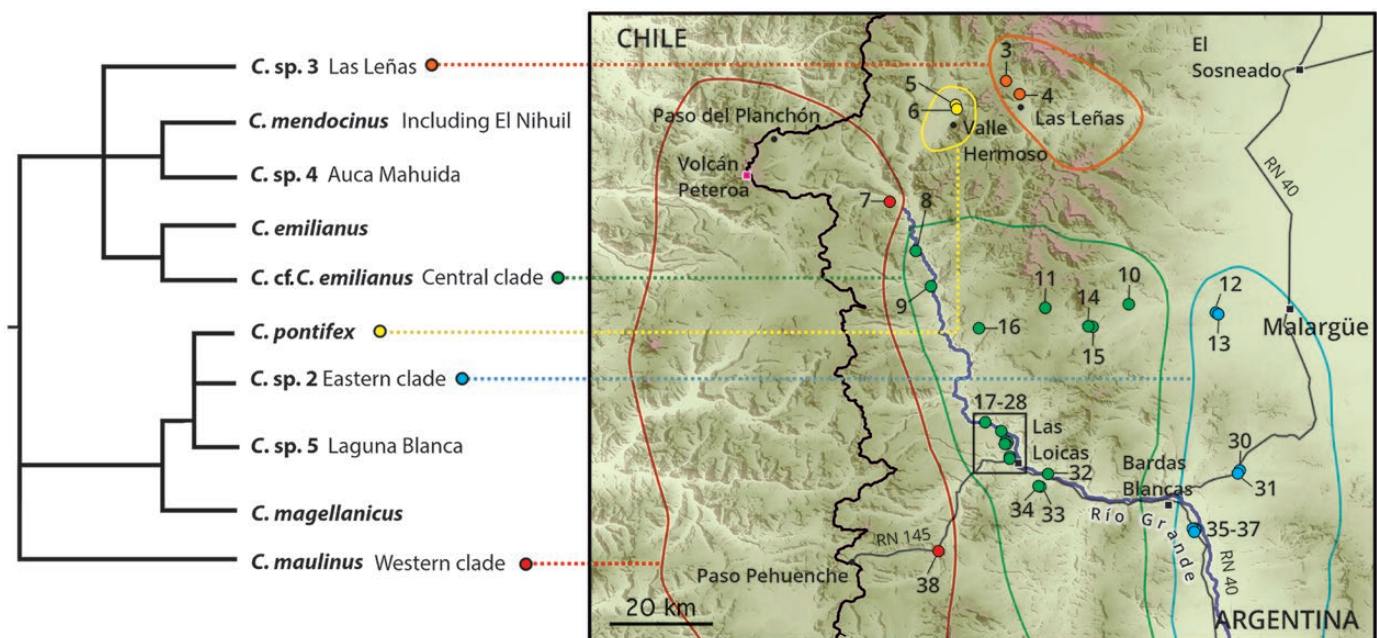 C. sp. 3 Las Leñas
C. mendocinus Including El Nihuil
C. sp. 4 Auca Mahuida
C. emilianus
C. cf.C. emilianus Central clade
C. pontifex
C. sp. 2 Eastern clade
C. sp. 5 Laguna Blanca
C. magellanicus
C. maulinus Western clade
CHILE
El
Sosneado
3
4
Las Leñas
5
6
Paso del Planchón
Valle
Hermoso
Volcán
Peteroa
RN 40
7
8
9
10
11
12
13
14
15
16
Malargüe
17-28
Las
Loicas
30
31
32
Bardas
Blancas
34
33
Río Grande
35-37
RN 145
RN 40
Paso Pehuenche
38
20 km
ARGENTINA